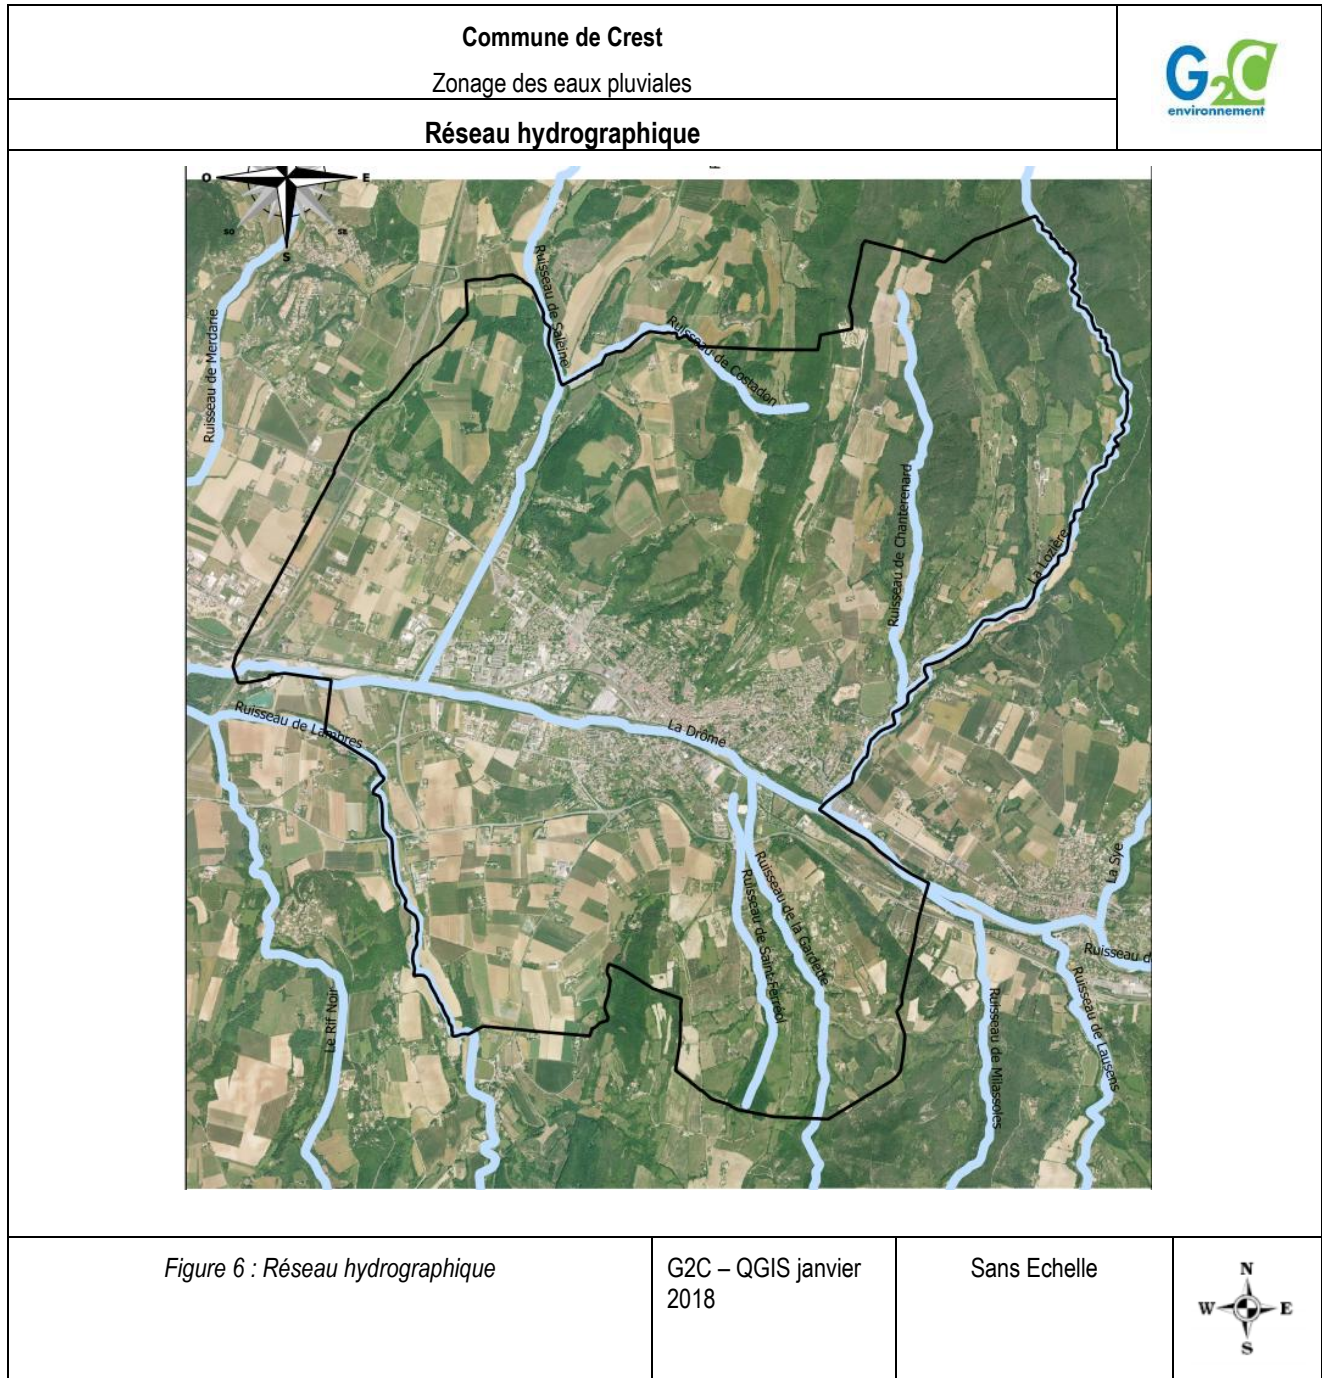 Commune de Crest
Zonage des eaux pluviales
G2C
environnement
Réseau hydrographique
O
E
SO
SE
S
Ruisseau de Merdarie
Ruisseau de Saleine
Ruisseau de Costadon
Ruisseau de Chanterenard
La Lozière
Ruisseau de Lambres
La Drôme
La Sye
Ruisseau d
Ruisseau de la Gardette
Ruisseau de Saint-Ferréol
Le Rif Noir
Ruisseau de Milassoles
Ruisseau de Lausens
Figure 6 : Réseau hydrographique
G2C – QGIS janvier
2018
Sans Echelle
N
W
E
S